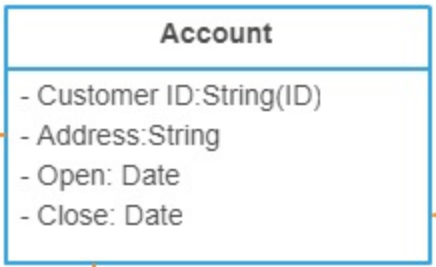 Account
- Customer ID:String(ID)
- Address:String
- Open: Date
- Close: Date